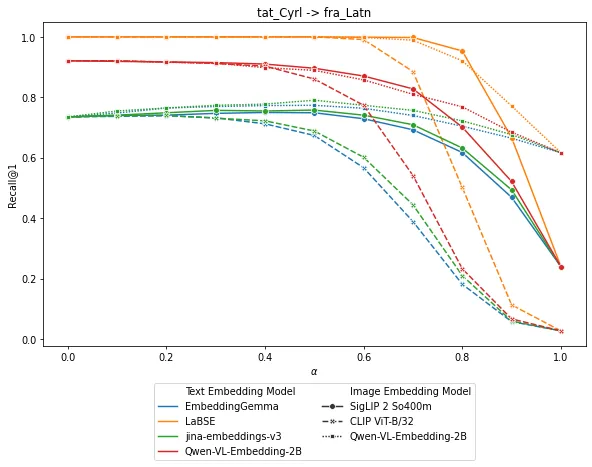 tat_Cyrl -> fra_Latn
Recall@1
1.0
0.8
0.6
0.4
0.2
0.0
0.0 0.2 0.4 0.6 0.8 1.0
α
Text Embedding Model Image Embedding Model
EmbeddingGemma SigLIP 2 So400m
LaBSE CLIP ViT-B/32
jina-embeddings-v3 Qwen-VL-Embedding-2B
Qwen-VL-Embedding-2B